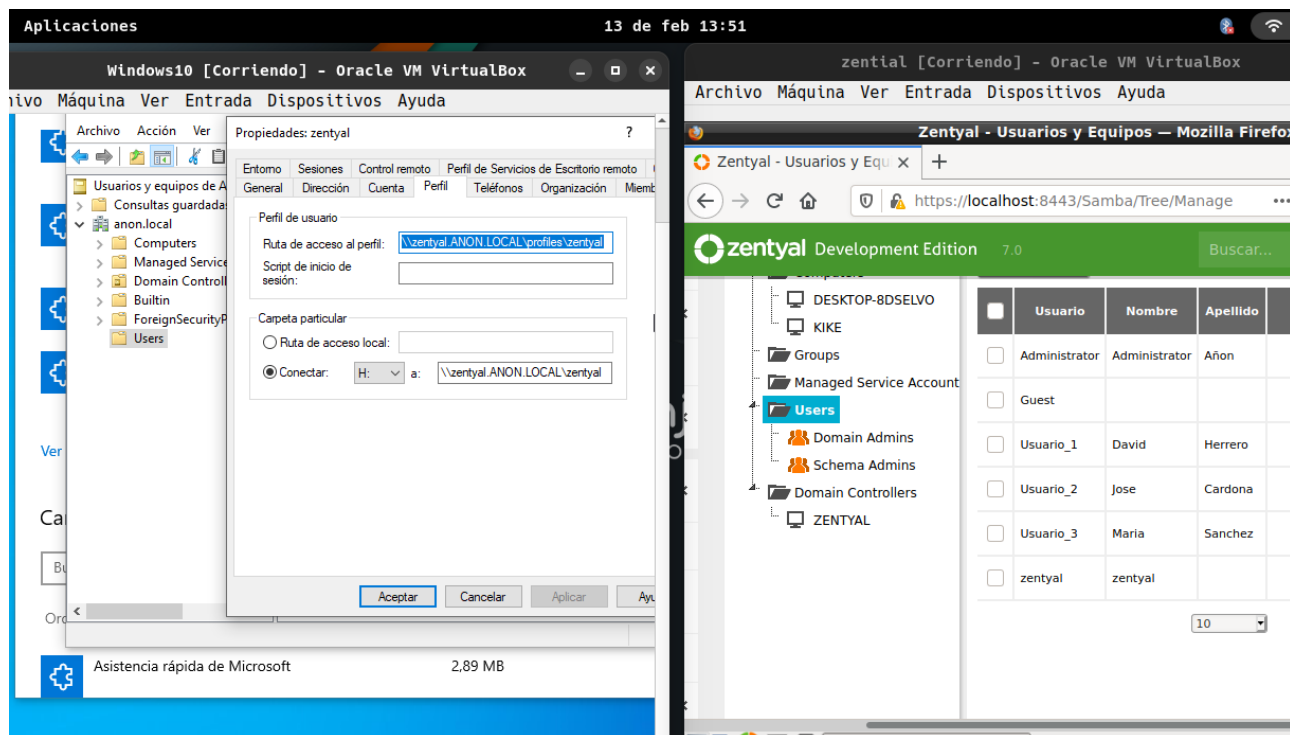 Aplicaciones
13 de feb 13:51
Windows10 [Corriendo] - Oracle VM VirtualBox
Máquina Ver Entrada Dispositivos Ayuda
Archivo Acción Ver
Usuarios y equipos de A
Consultas guardada
anon.local
Computers
Managed Service
Domain Controll
Builtin
ForeignSecurityP
Users
Ver
Asistencia rápida de Microsoft
2,89 MB
Propiedades: zentyal
?
Entorno Sesiones Control remoto Perfil de Servicios de Escritorio remoto
General Dirección Cuenta Perfil Teléfonos Organización Miemb
Perfil de usuario
Ruta de acceso al perfil: \\zentyal.ANON.LOCAL\profiles\zentyal
Script de inicio de
sesión:
Carpeta particular
Ruta de acceso local:
Conectar: H: a: \\zentyal.ANON.LOCAL\zentyal
Aceptar Cancelar Aplicar Ayu
zential [Corriendo] - Oracle VM VirtualBox
Archivo Máquina Ver Entrada Dispositivos Ayuda
Zentyal - Usuarios y Equipos — Mozilla Firefox
Zentyal - Usuarios y Equ
https://localhost:8443/Samba/Tree/Manage
zentyal Development Edition 7.0
Buscar...
Computers
DESKTOP-8DSELVO
KIKE
Groups
Managed Service Account
Users
Domain Admins
Schema Admins
Domain Controllers
ZENTYAL
Usuario Nombre Apellido
Administrator Administrator Añon
Guest
Usuario_1 David Herrero
Usuario_2 Jose Cardona
Usuario_3 Maria Sanchez
zentyal zentyal
10